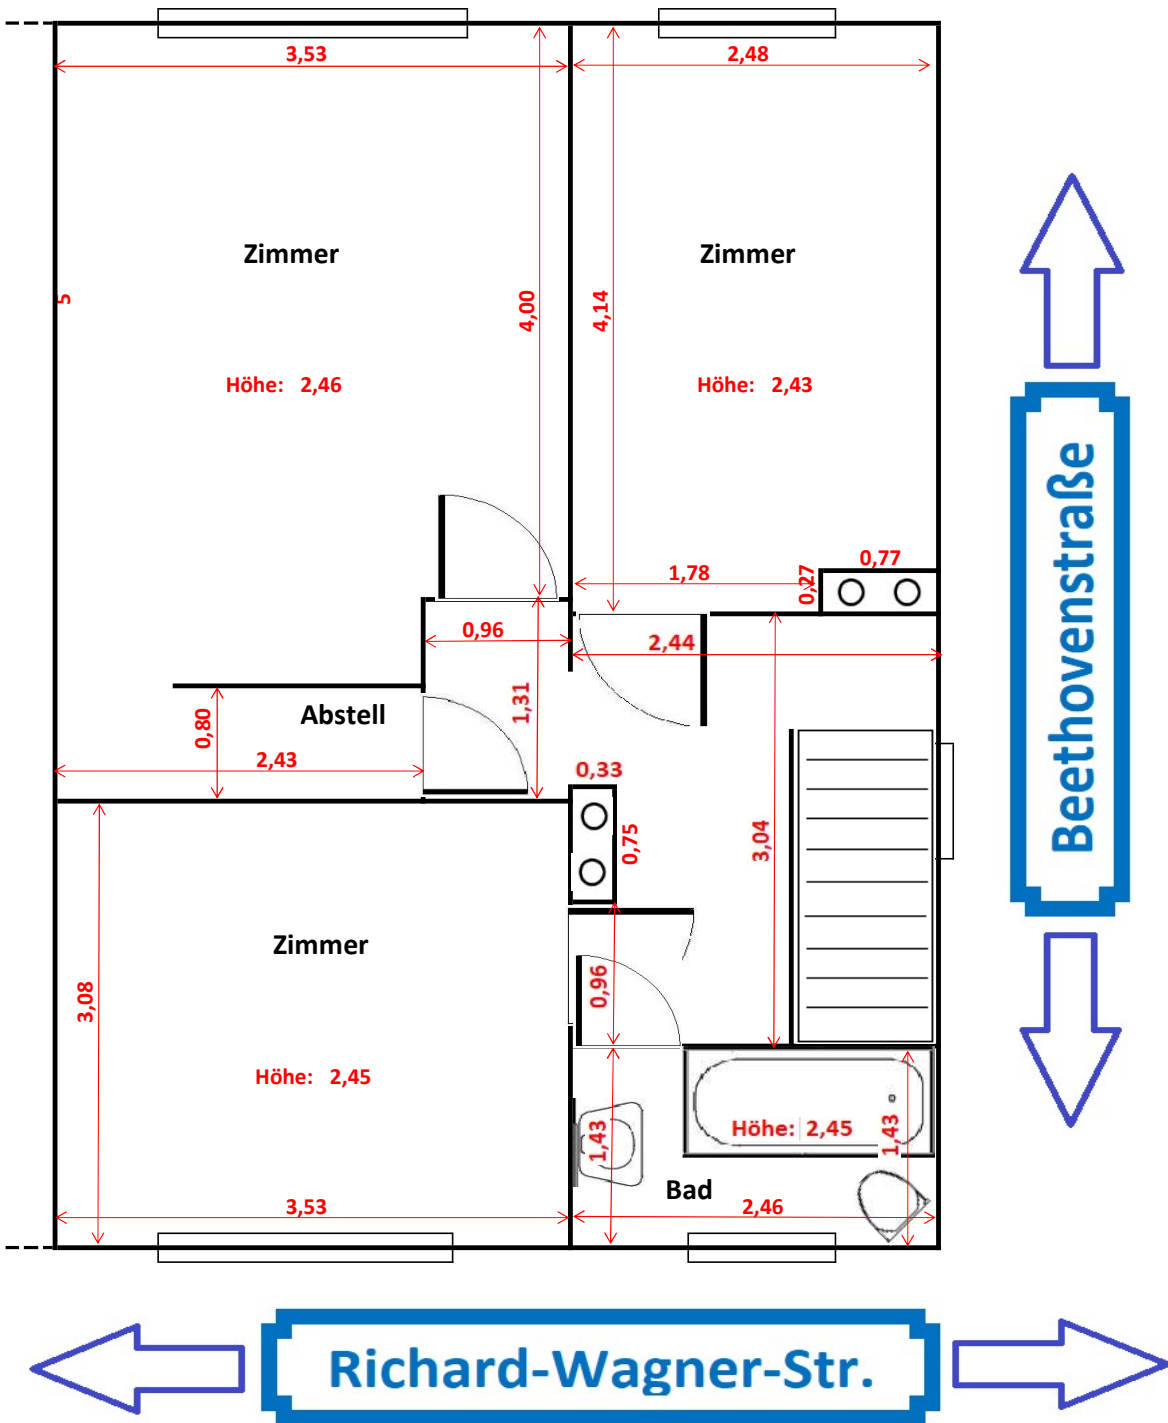 3,53
2,48
Zimmer
Zimmer
4,00
4,14
5
Höhe: 2,46
Höhe: 2,43
0,77
0,27
1,78
0,96
2,44
1,31
Abstell
0,80
2,43
0,33
0,75
3,04
Zimmer
3,08
0,96
Höhe: 2,45
Höhe: 2,45
1,43
1,43
Bad
3,53
2,46
Beethovenstraße
Richard-Wagner-Str.